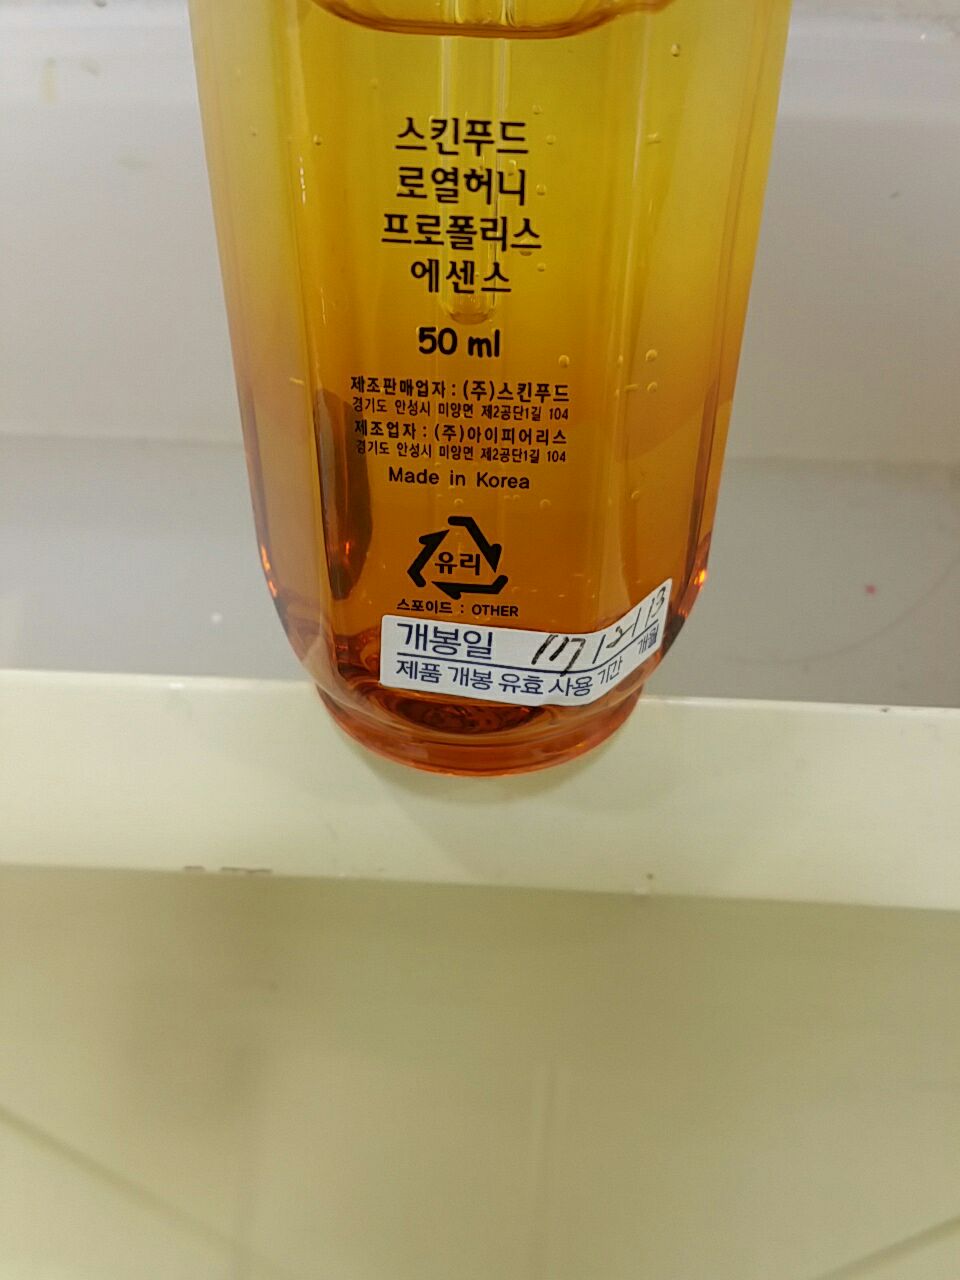 스킨푸드
로열허니
프로폴리스
에센스
50 ml
제조판매업자 : (주)스킨푸드
경기도 안성시 미양면 제2공단1길 104
제조업자 : (주)아이피어리스
경기도 안성시 미양면 제2공단1길 104
Made in Korea
유리
스포이드 : OTHER
개봉일 17/12/13
제품 개봉 유효 사용 기간 개월